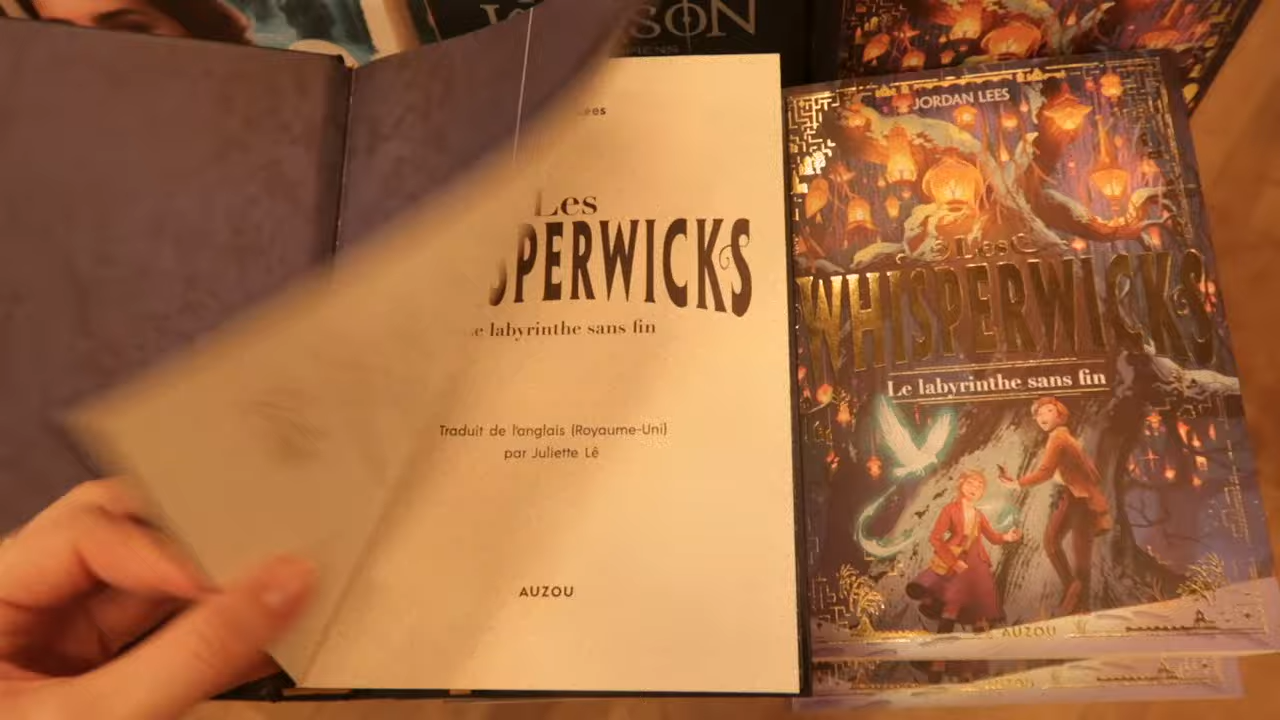 Les
PERWICKS
labyrinthe sans fin
Traduit de l'anglais (Royaume-Uni)
par Juliette Lê
AUZOU
JORDAN LEES
Les
WHISPERWICKS
Le labyrinthe sans fin
AUZOU